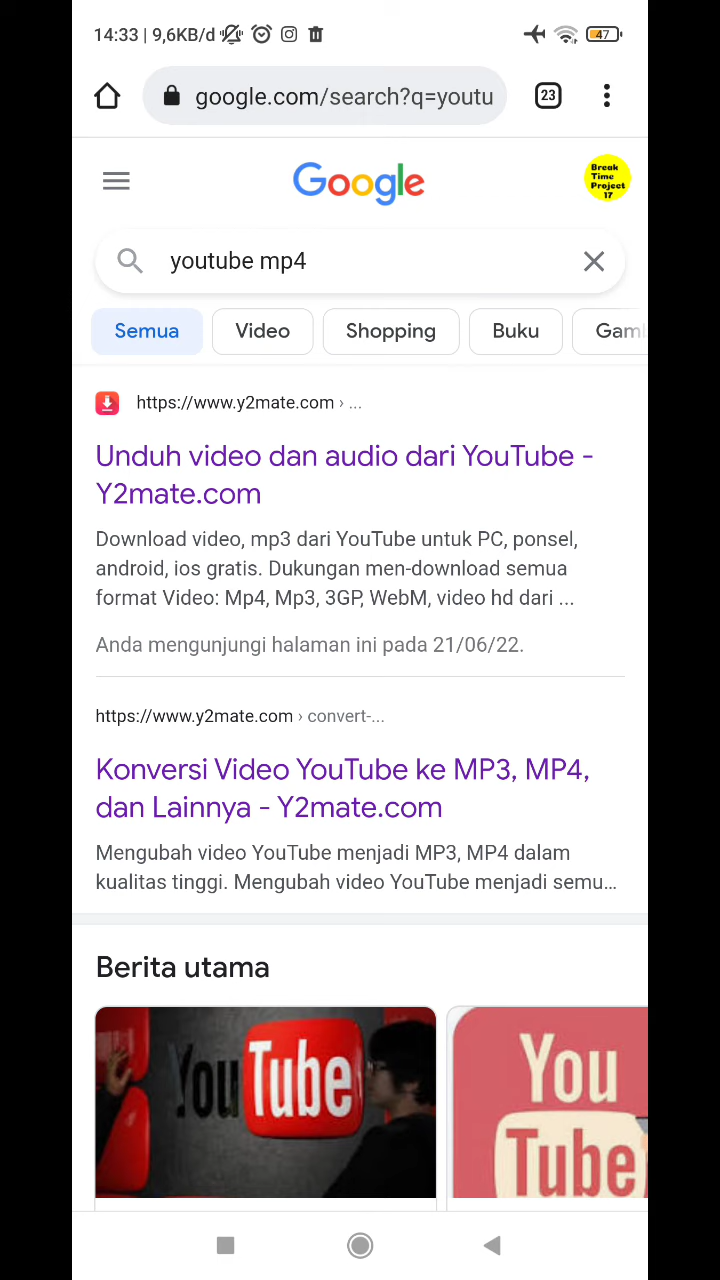 14:33 | 9,6KB/d
47
google.com/search?q=youtu
23
Google
Break
Time
Project
17
youtube mp4
Semua
Video
Shopping
Buku
Gam
https://www.y2mate.com › ...
Unduh video dan audio dari YouTube -
Y2mate.com
Download video, mp3 dari YouTube untuk PC, ponsel,
android, ios gratis. Dukungan men-download semua
format Video: Mp4, Mp3, 3GP, WebM, video hd dari ...
Anda mengunjungi halaman ini pada 21/06/22.
https://www.y2mate.com › convert-...
Konversi Video YouTube ke MP3, MP4,
dan Lainnya - Y2mate.com
Mengubah video YouTube menjadi MP3, MP4 dalam
kualitas tinggi. Mengubah video YouTube menjadi semu...
Berita utama
YouTube
You
Tube